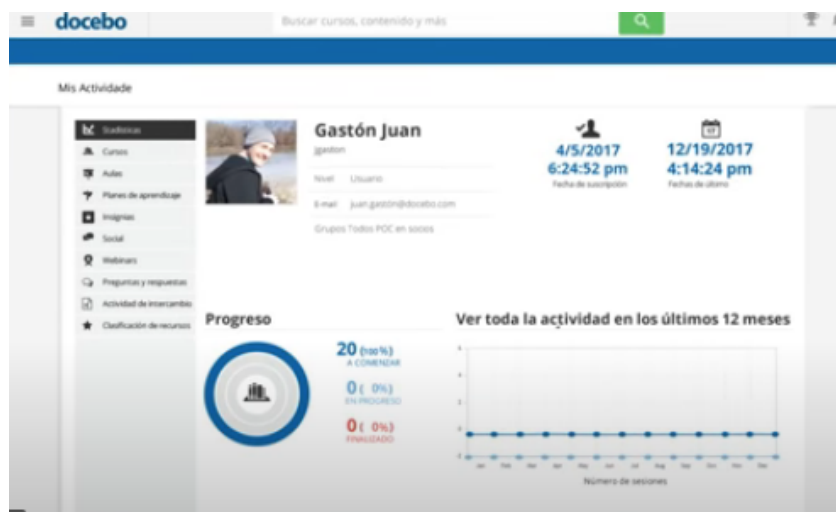 docebo
Buscar cursos, contenido y más
Mis Actividade
Stadísticas
Cursos
Aulas
Planes de aprendizaje
Insignias
Social
Webinars
Preguntas y respuestas
Actividad de intercambio
Clasificación de recursos
Gastón Juan
jgaston
Nivel Usuario
E-mail juan.gastón@docebo.com
Grupos Todos POC en socios
4/5/2017
6:24:52 pm
Fecha de suscripción
12/19/2017
4:14:24 pm
Fechas de último
Progreso
20 (100%)
A COMENZAR
0 ( 0%)
EN PROGRESO
0 ( 0%)
FINALIZADO
Ver toda la actividad en los últimos 12 meses
Número de sesiones